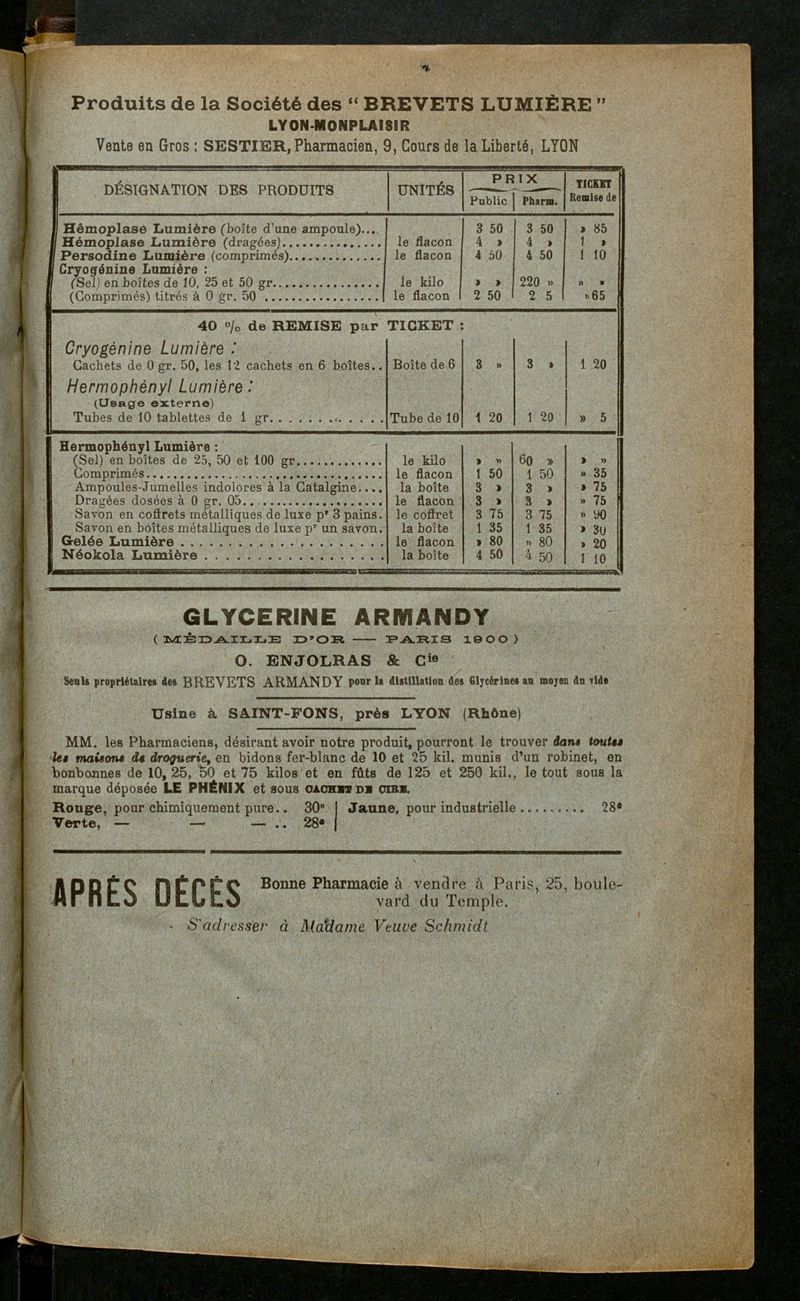 Produits de la Société des “ BREVETS LUMIÈRE ”
LYON-MONPLAISIR
Vente en Gros : SESTIER, Pharmacien, 9, Cours de la Liberté, LYON
DÉSIGNATION DES PRODUITS UNITÉS PRIX Public Pharm. TICKET Remise de
Hémoplase Lumière (boîte d'une ampoule).... 3 50 3 50 » 85
Hémoplase Lumière (dragées)............... le flacon 4 » 4 » 1 »
Persodine Lumière (comprimés).............. le flacon 4 50 4 50 1 10
Cryogénine Lumière :
(Sel) en boîtes de 10, 25 et 50 gr................. le kilo » » 220 » » »
(Comprimés) titrés à 0 gr. 50 .................. le flacon 2 50 2 5 » 65
40 % de REMISE par TICKET :
Cryogénine Lumière :
Cachets de 0 gr. 50, les 12 cachets en 6 boîtes.. Boîte de 6 3 » 3 » 1 20
Hermophényl Lumière :
(Usage externe)
Tubes de 10 tablettes de 1 gr............. Tube de 10 1 20 1 20 » 5
Hermophényl Lumière :
(Sel) en boîtes de 25, 50 et 100 gr.............. le kilo » » 60 » » »
Comprimés.................................. le flacon 1 50 1 50 » 35
Ampoules-Jumelles indolores à la Catalgine.... la boîte 3 » 3 » » 75
Dragées dosées à 0 gr. 05..................... le flacon 3 » 3 » » 75
Savon en coffrets métalliques de luxe pr 3 pains. le coffret 3 75 3 75 » 90
Savon en boîtes métalliques de luxe pr un savon. la boîte 1 35 1 35 » 30
Gelée Lumière ..................... le flacon » 80 » 80 » 20
Néokola Lumière .................. la boîte 4 50 4 50 1 10
GLYCERINE ARMANDY
( MÉDAILLE D'OR — PARIS 1900 )
O. ENJOLRAS & Cie
Seuls propriétaires des BREVETS ARMANDY pour la distillation des Glycérines au moyen du vide
Usine à SAINT-FONS, près LYON (Rhône)
MM. les Pharmaciens, désirant avoir notre produit, pourront le trouver dans toutes
les maisons de droguerie, en bidons fer-blanc de 10 et 25 kil. munis d'un robinet, en
bonbonnes de 10, 25, 50 et 75 kilos et en fûts de 125 et 250 kil., le tout sous la
marque déposée LE PHÉNIX et sous CACHET DE CIRE.
Rouge, pour chimiquement pure.. 30° Jaune, pour industrielle ......... 28°
Verte, — — — .. 28°
APRÈS DÉCÈS Bonne Pharmacie à vendre à Paris, 25, boule-
vard du Temple.
S'adresser à Madame Veuve Schmidt